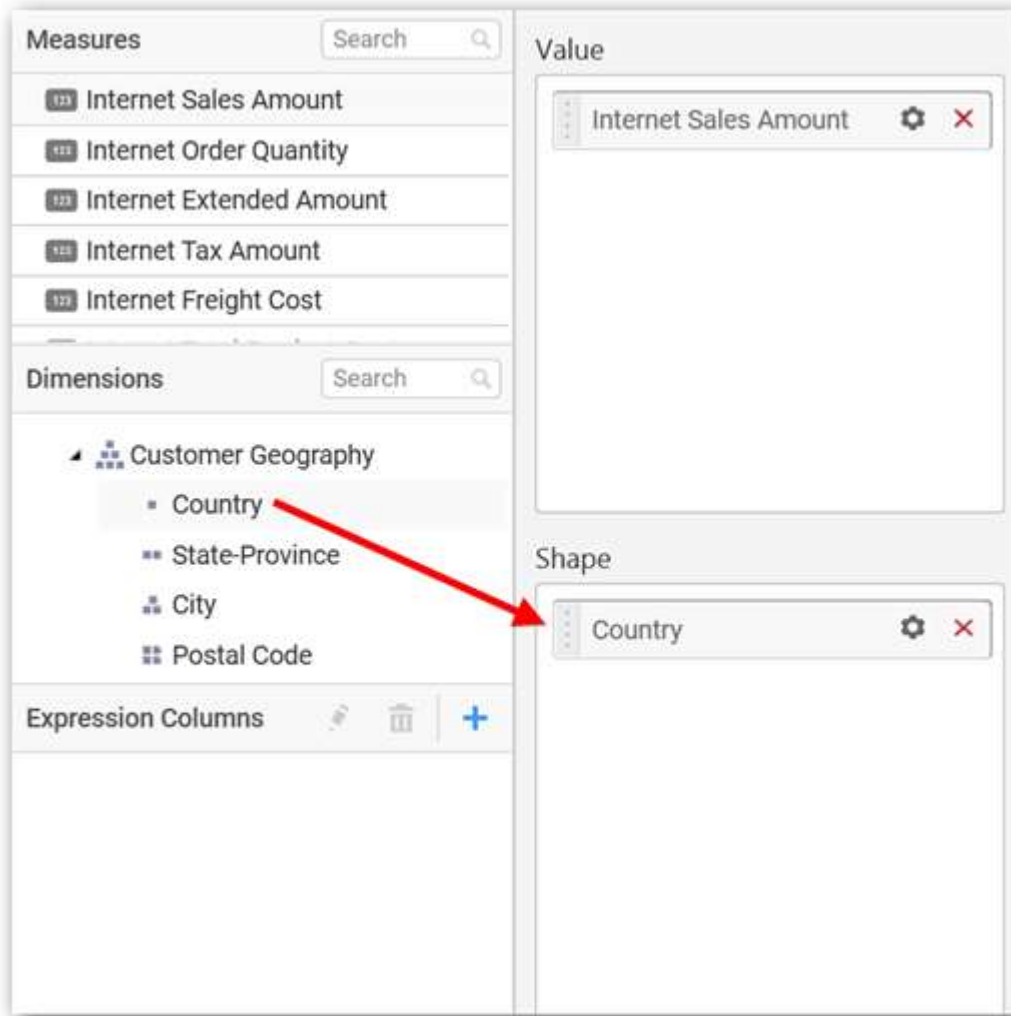 Measures
Search
Internet Sales Amount
Internet Order Quantity
Internet Extended Amount
Internet Tax Amount
Internet Freight Cost
Dimensions
Search
Customer Geography
Country
State-Province
City
Postal Code
Expression Columns
Value
Internet Sales Amount
Shape
Country